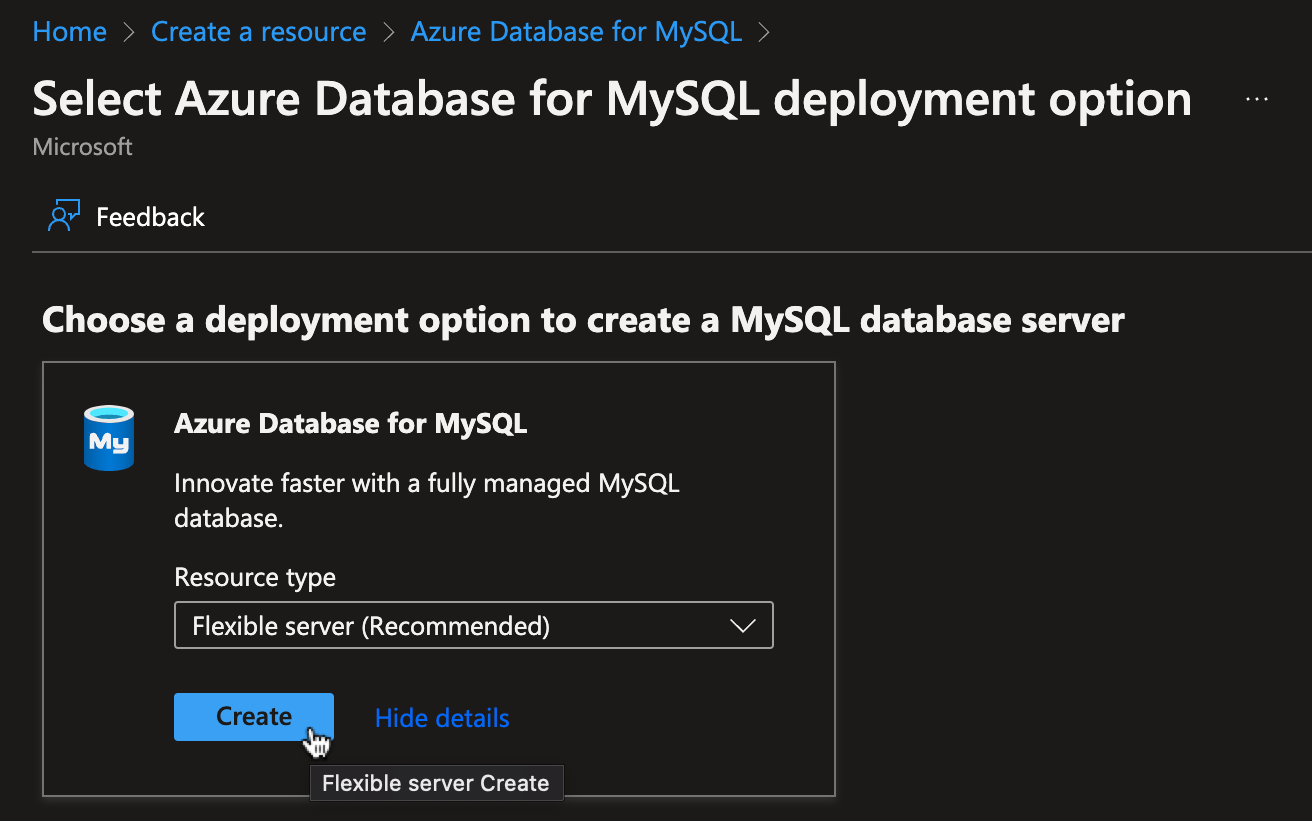 Home > Create a resource > Azure Database for MySQL >
Select Azure Database for MySQL deployment option ...
Microsoft
Feedback
Choose a deployment option to create a MySQL database server
My
Azure Database for MySQL
Innovate faster with a fully managed MySQL
database.
Resource type
Flexible server (Recommended)
Create Hide details
Flexible server Create